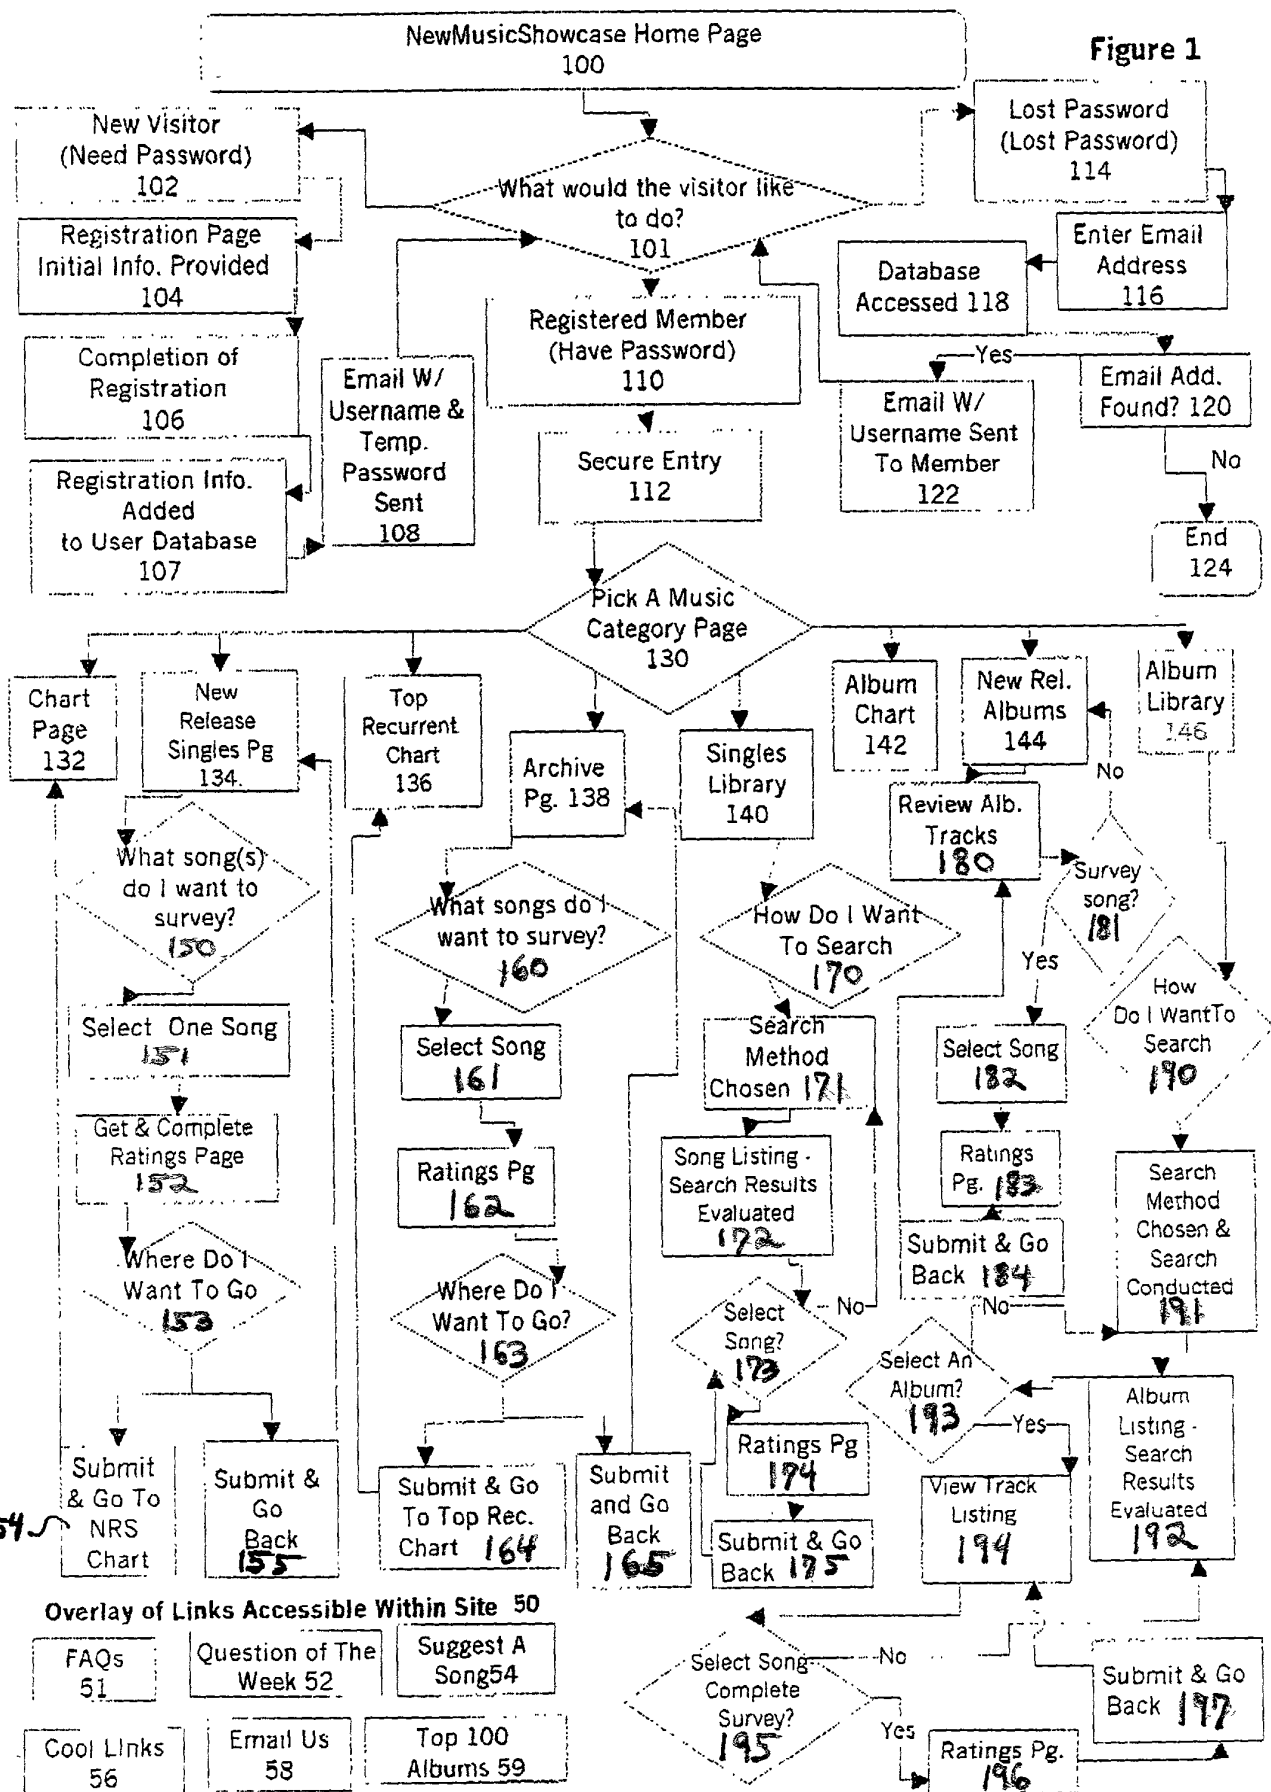 NewMusicShowcase Home Page
100
Figure 1
New Visitor
(Need Password)
102
Lost Password
(Lost Password)
114
What would the visitor like
to do?
101
Registration Page
Initial Info. Provided
104
Enter Email
Address
116
Database
Accessed 118
Registered Member
(Have Password)
110
Completion of
Registration
106
Email W/
Username &
Temp.
Password
Sent
108
Yes
Email Add.
Found? 120
Email W/
Username Sent
To Member
122
No
Secure Entry
112
Registration Info.
Added
to User Database
107
End
124
Pick A Music
Category Page
130
Chart
Page
132
New
Release
Singles Pg
134.
Top
Recurrent
Chart
136
Archive
Pg. 138
Singles
Library
140
Album
Chart
142
New Rel.
Albums
144
Album
Library
146
No
Review Alb.
Tracks
180
What song(s)
do I want to
survey?
150
What songs do I
want to survey?
160
How Do I Want
To Search
170
Survey
song?
181
Yes
How
Do I WantTo
Search
190
Select One Song
151
Select Song
161
Search
Method
Chosen 171
Select Song
182
Get & Complete
Ratings Page
152
Ratings Pg
162
Song Listing -
Search Results
Evaluated
172
Ratings
Pg. 183
Search
Method
Chosen &
Search
Conducted
191
Where Do I
Want To Go
153
Where Do I
Want To Go?
163
Select
Song?
173
No
Submit & Go
Back 184
No
Select An
Album?
193
Yes
Album
Listing -
Search
Results
Evaluated
192
Submit
& Go To
NRS
Chart
54
Submit &
Go
Back
155
Submit & Go
To Top Rec.
Chart 164
Submit
and Go
Back
165
Ratings Pg
174
Submit & Go
Back 175
View Track
Listing
194
Overlay of Links Accessible Within Site 50
FAQs
51
Question of The
Week 52
Suggest A
Song54
Cool Links
56
Email Us
58
Top 100
Albums 59
Select Song-
Complete
Survey?
195
No
Yes
Submit & Go
Back 197
Ratings Pg.
196